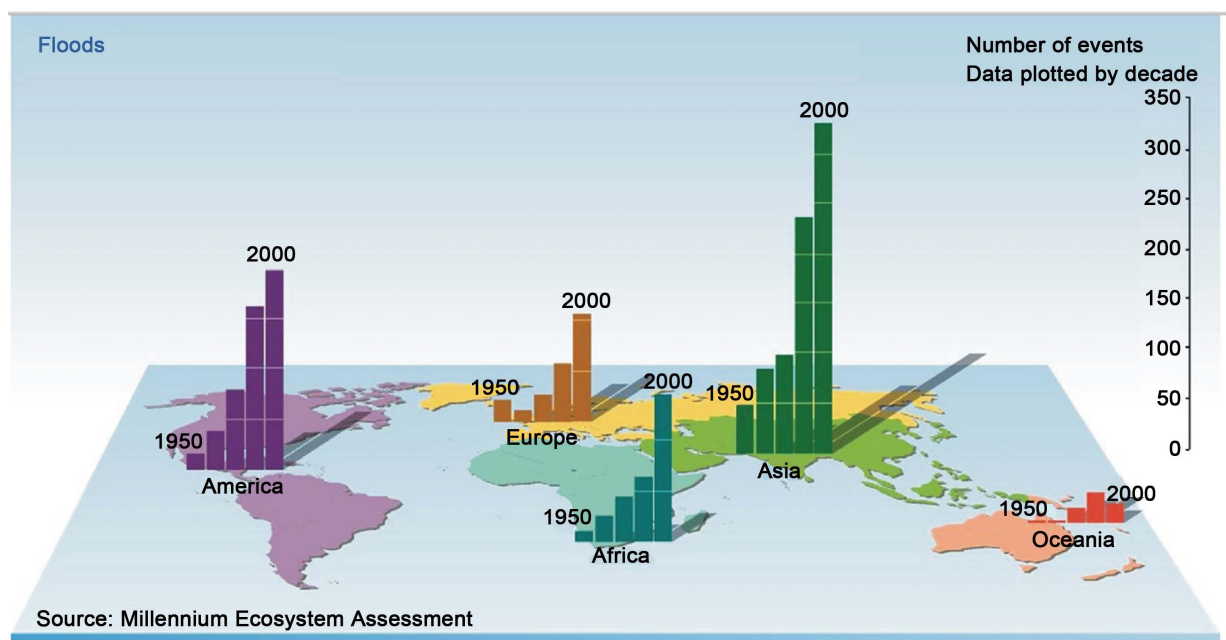 Floods
Number of events
Data plotted by decade
350
300
250
200
150
100
50
0
2000
1950
America
2000
1950
Europe
2000
1950
Africa
2000
1950
Asia
2000
1950
Oceania
Source: Millennium Ecosystem Assessment